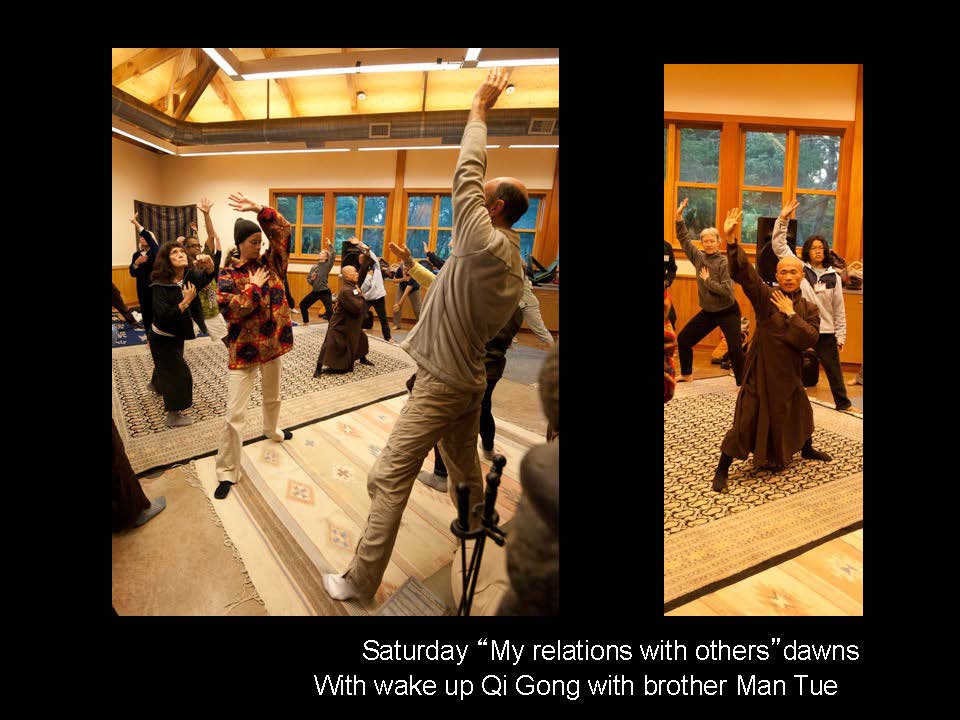 Saturday “My relations with others”dawns
With wake up Qi Gong with brother Man Tue